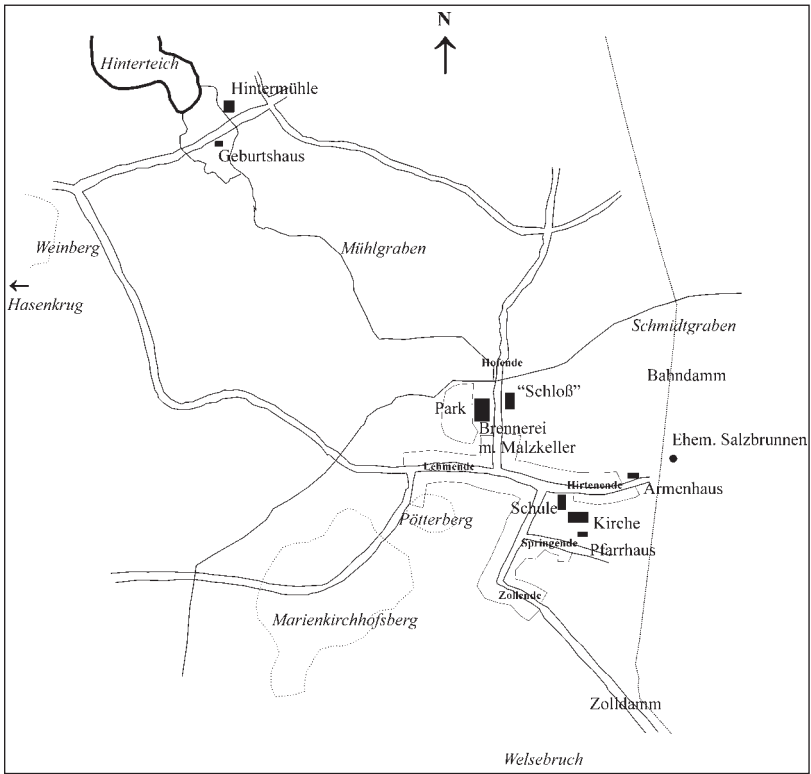 N
Hinterteich
Hintermühle
Geburtshaus
Weinberg
Mühlgraben
Hasenkrug
Schmidtgraben
Hofende
Bahndamm
"Schloß"
Park
Brennerei
m. Malzkeller
Ehem. Salzbrunnen
Lehmende
Hirtenende
Armenhaus
Schule
Pötterberg
Kirche
Springende
Pfarrhaus
Zollende
Marienkirchhofsberg
Zolldamm
Welsebruch